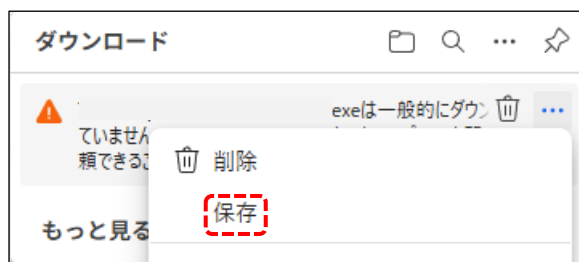 ダウンロード
exeは一般的にダウン
ていません
頼できるこ
削除
保存
もっと見る